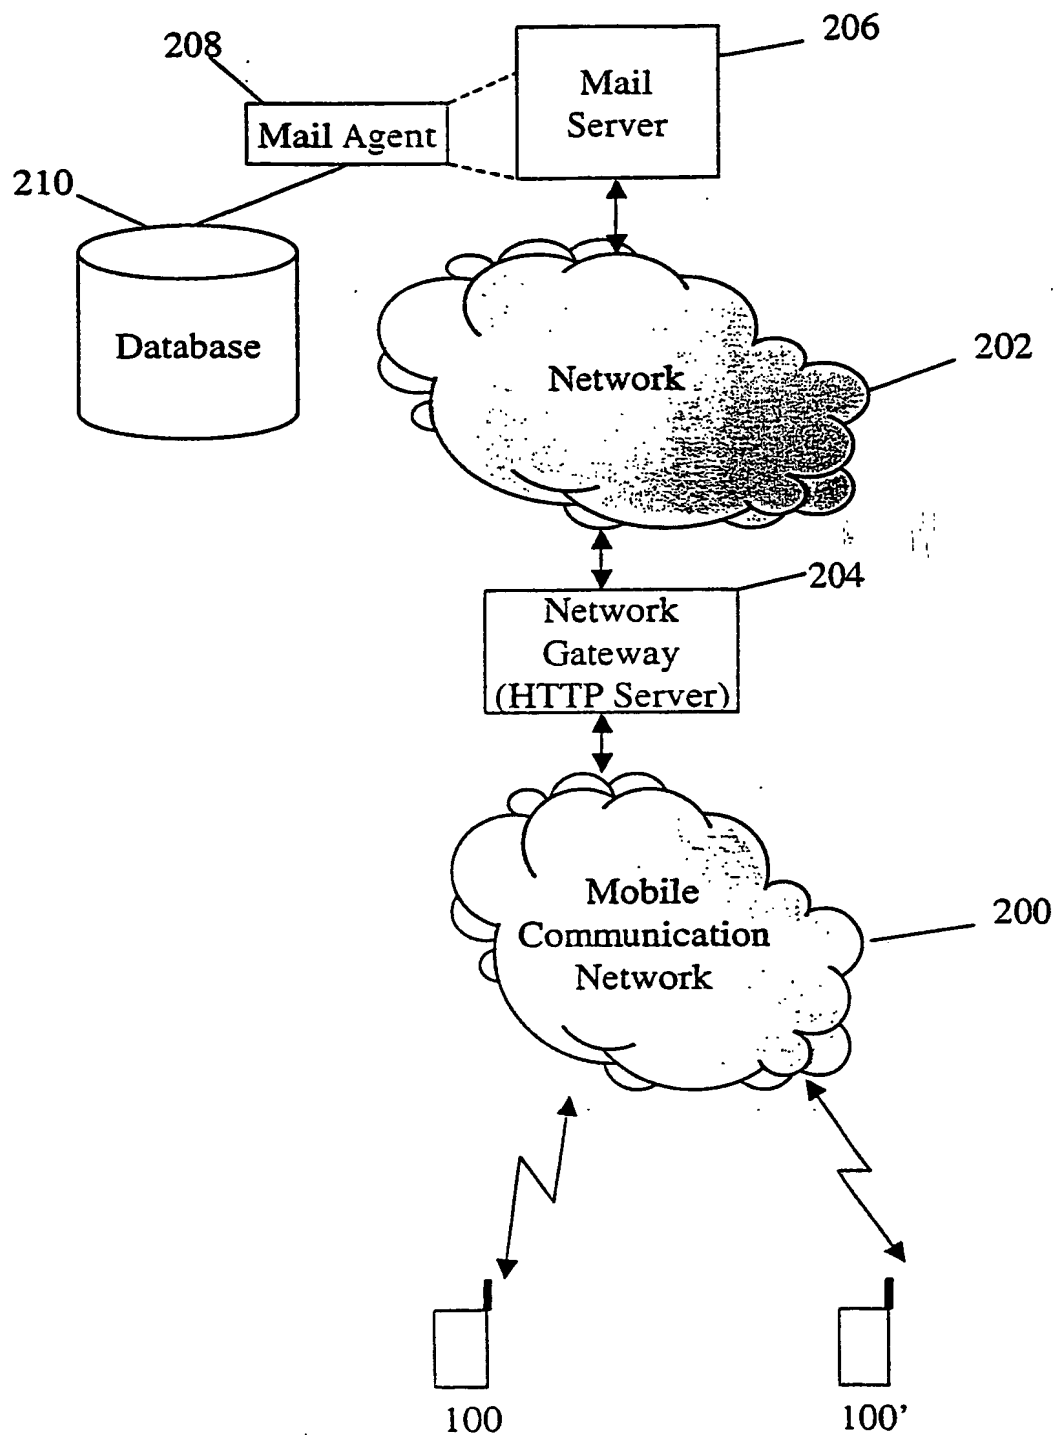 206
208
Mail
Server
Mail Agent
210
Database
202
Network
204
Network
Gateway
(HTTP Server)
200
Mobile
Communication
Network
100
100'